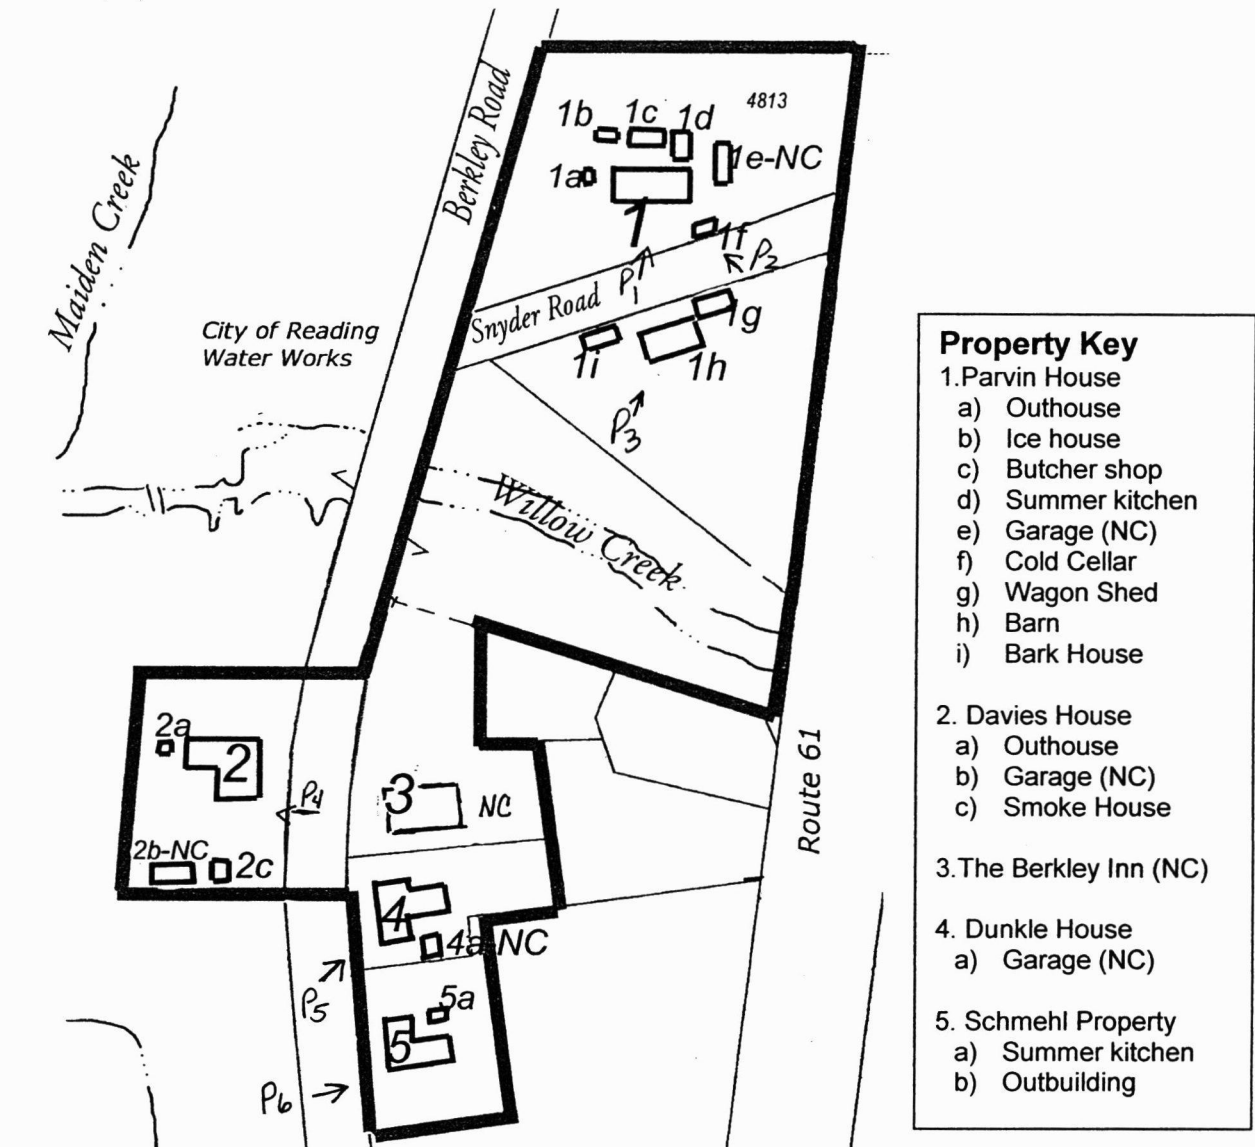 Berkley Road
Maiden Creek
1b
1c
1d
4813
1a
1e-NC
1
1f
P1
P2
Snyder Road
City of Reading
Water Works
1g
1i
1h
P3
Willow Creek
2a
2
P4
3
NC
Route 61
2b-NC
2c
4
4a-NC
P5
5a
5
P6
Property Key
1.Parvin House
a) Outhouse
b) Ice house
c) Butcher shop
d) Summer kitchen
e) Garage (NC)
f) Cold Cellar
g) Wagon Shed
h) Barn
i) Bark House
2. Davies House
a) Outhouse
b) Garage (NC)
c) Smoke House
3.The Berkley Inn (NC)
4. Dunkle House
a) Garage (NC)
5. Schmehl Property
a) Summer kitchen
b) Outbuilding